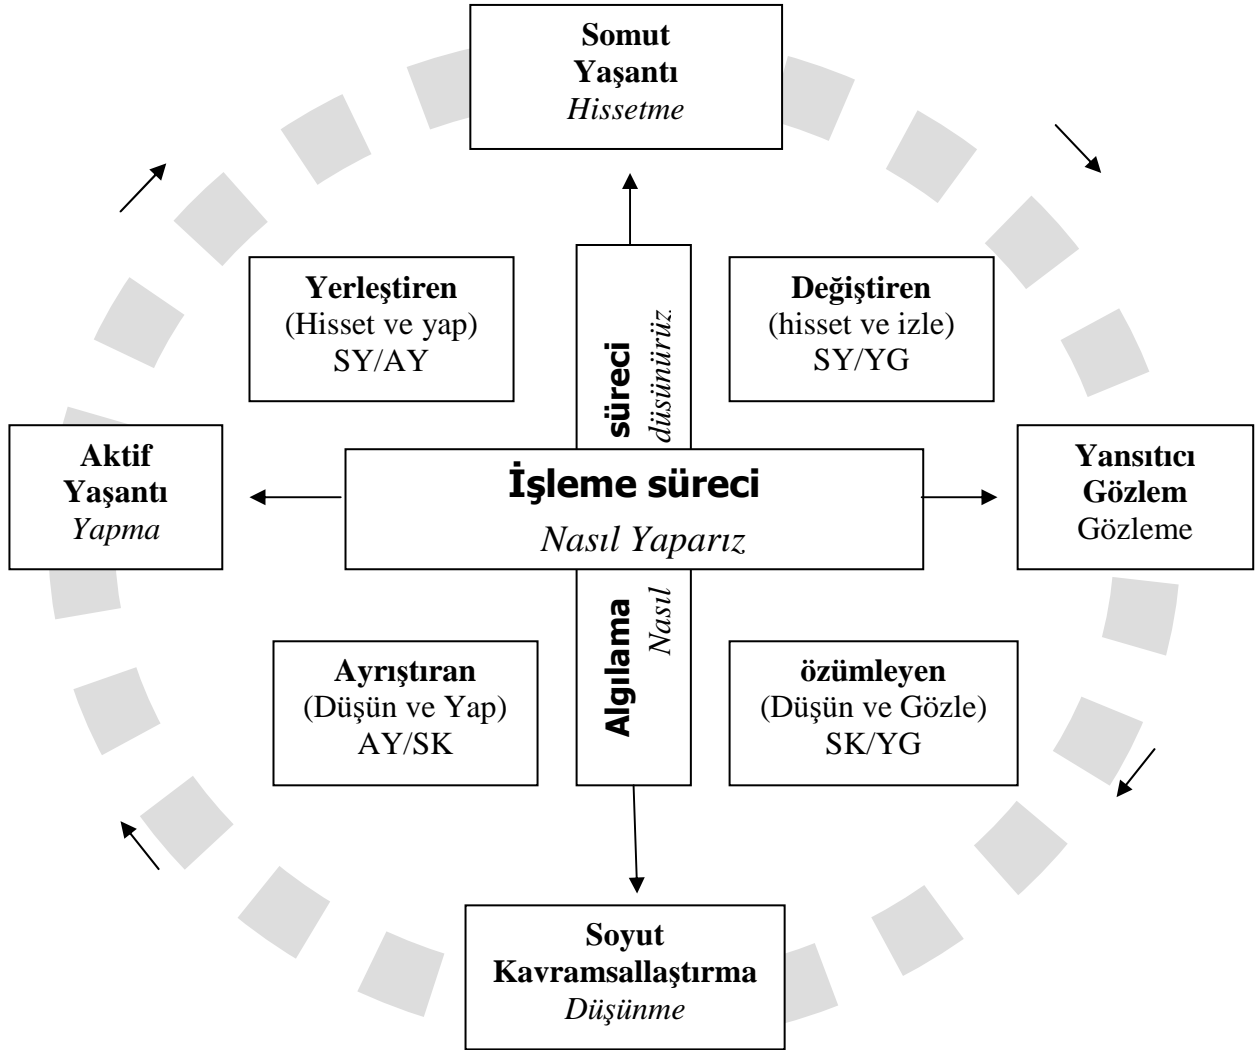 Somut
Yaşantı
Hissetme
Yerleştiren
(Hisset ve yap)
SY/AY
Değiştiren
(hisset ve izle)
SY/YG
Algılama süreci
Nasıl düsünürüz
Aktif
Yaşantı
Yapma
İşleme süreci
Nasıl Yaparız
Yansıtıcı
Gözlem
Gözleme
Ayrıştıran
(Düşün ve Yap)
AY/SK
özümleyen
(Düşün ve Gözle)
SK/YG
Soyut
Kavramsallaştırma
Düşünme